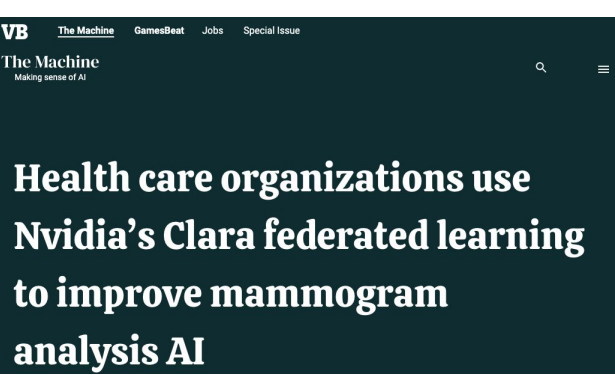 VB The Machine GamesBeat Jobs Special Issue
The Machine
Making sense of AI
Health care organizations use
Nvidia’s Clara federated learning
to improve mammogram
analysis AI